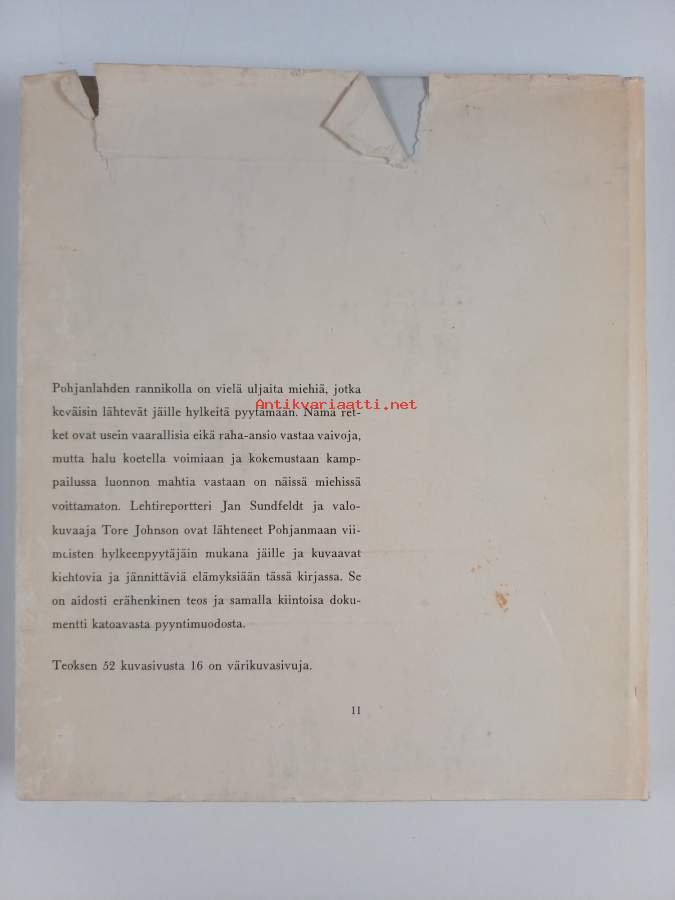 Pohjanlahden rannikolla on vielä uljaita miehiä, jotka
keväisin lähtevät jäille hylkeitä pyytämään. Nämä ret-
Antikvariaatti.net
ket ovat usein vaarallisia eikä raha-ansio vastaa vaivoja,
mutta halu koetella voimiaan ja kokemustaan kamp-
pailussa luonnon mahtia vastaan on näissä miehissä
voittamaton. Lehtireportteri Jan Sundfeldt ja valo-
kuvaaja Tore Johnson ovat lähteneet Pohjanmaan vii-
meisten hylkeenpyytäjäin mukana jäille ja kuvaavat
kiehtovia ja jännittäviä elämyksiään tässä kirjassa. Se
on aidosti erähenkinen teos ja samalla kiintoisa doku-
mentti katoavasta pyyntimuodosta.
Teoksen 52 kuvasivusta 16 on värikuvasivuja.
11